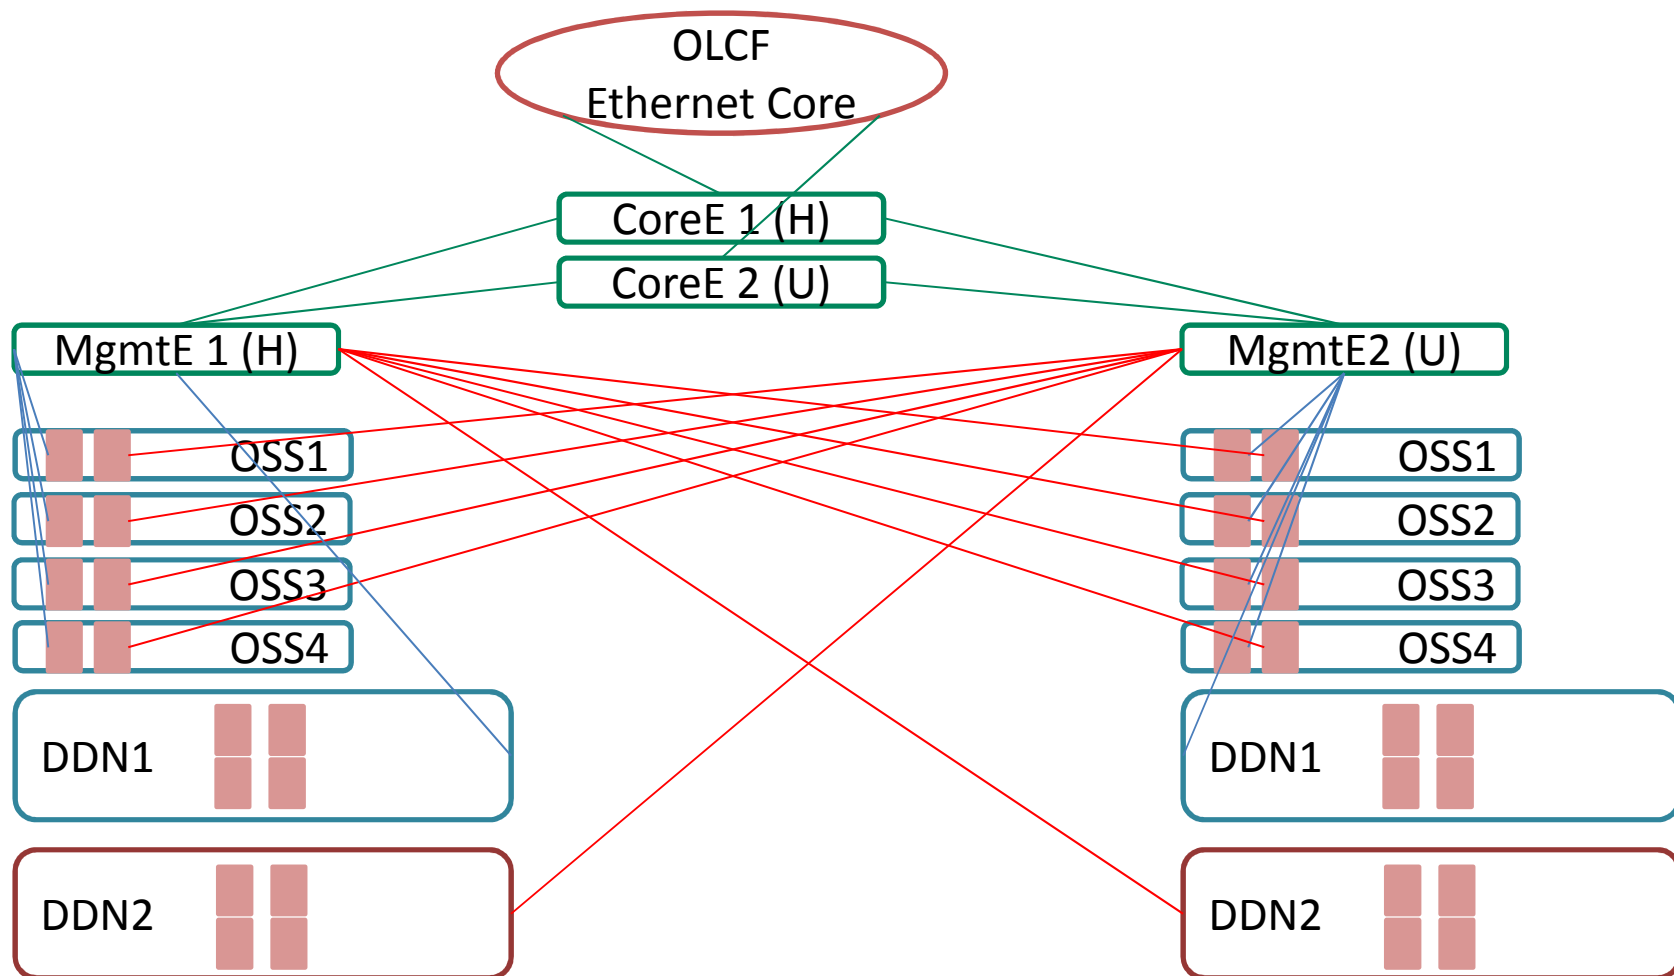 OLCF
Ethernet Core
CoreE 1 (H)
CoreE 2 (U)
MgmtE 1 (H)
MgmtE2 (U)
OSS1
OSS2
OSS3
OSS4
DDN1
DDN2
OSS1
OSS2
OSS3
OSS4
DDN1
DDN2